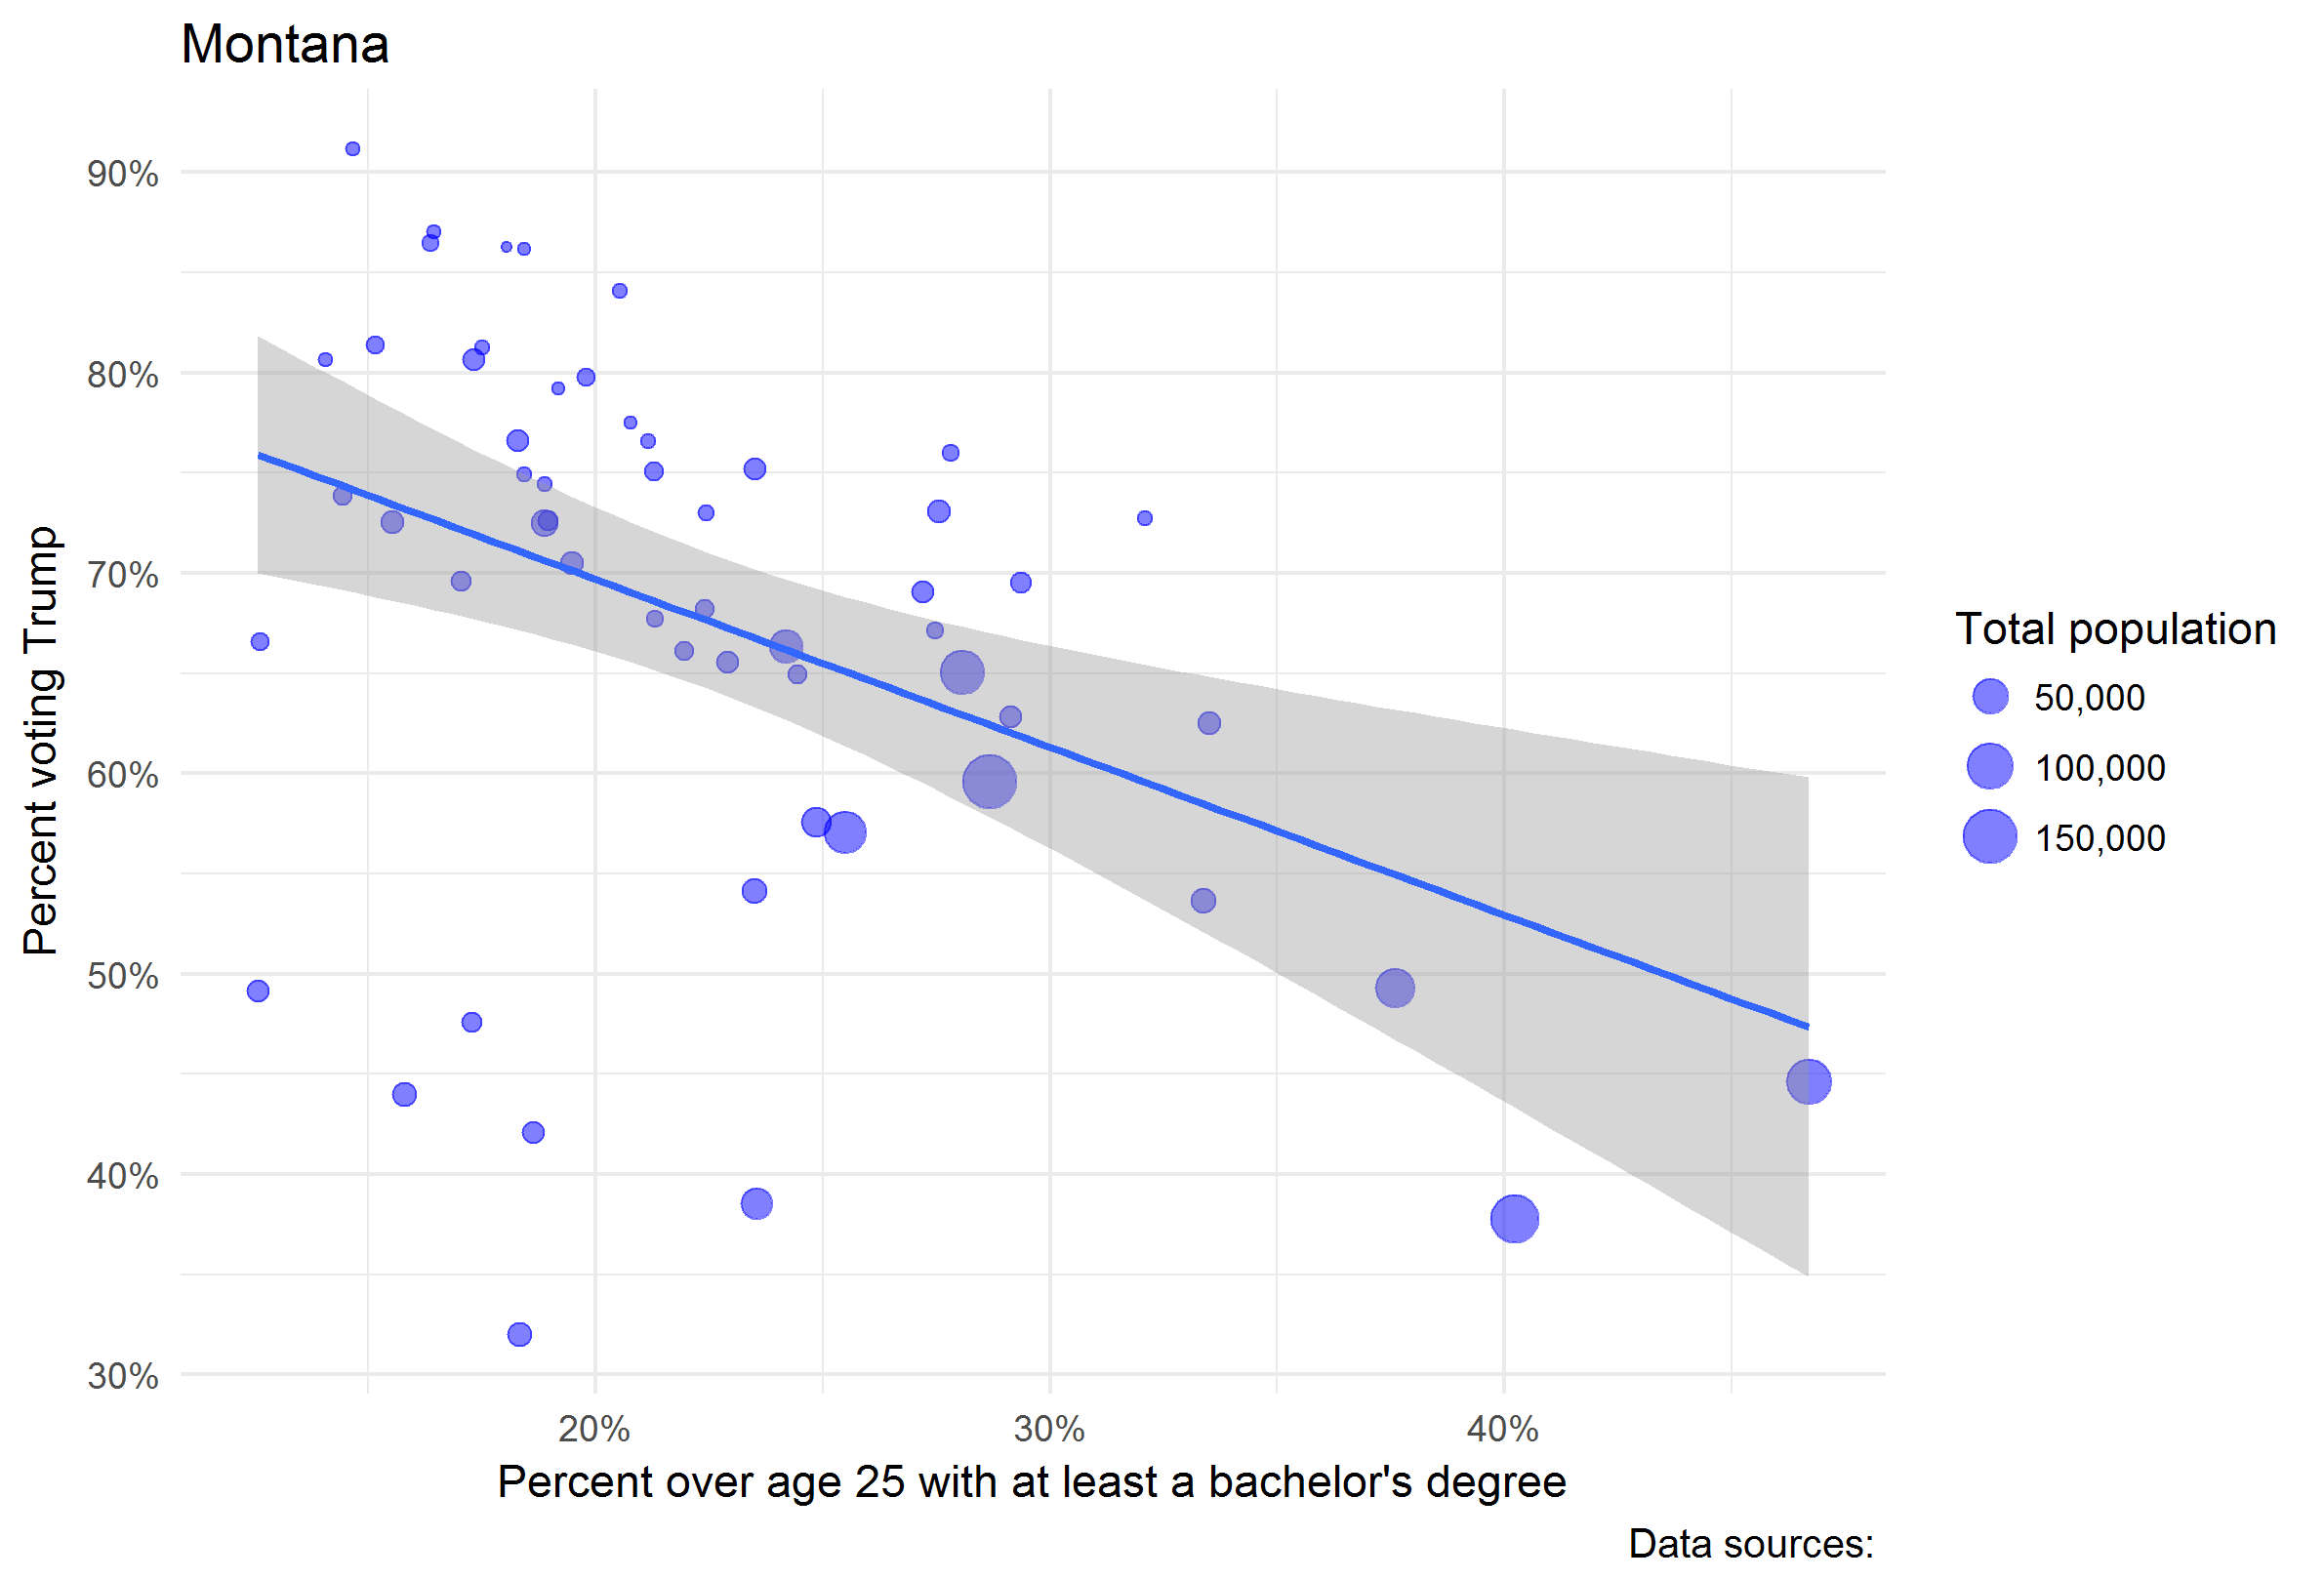 Montana
Percent voting Trump
90%
80%
70%
60%
50%
40%
30%
20%
30%
40%
Percent over age 25 with at least a bachelor's degree
Total population
50,000
100,000
150,000
Data sources: